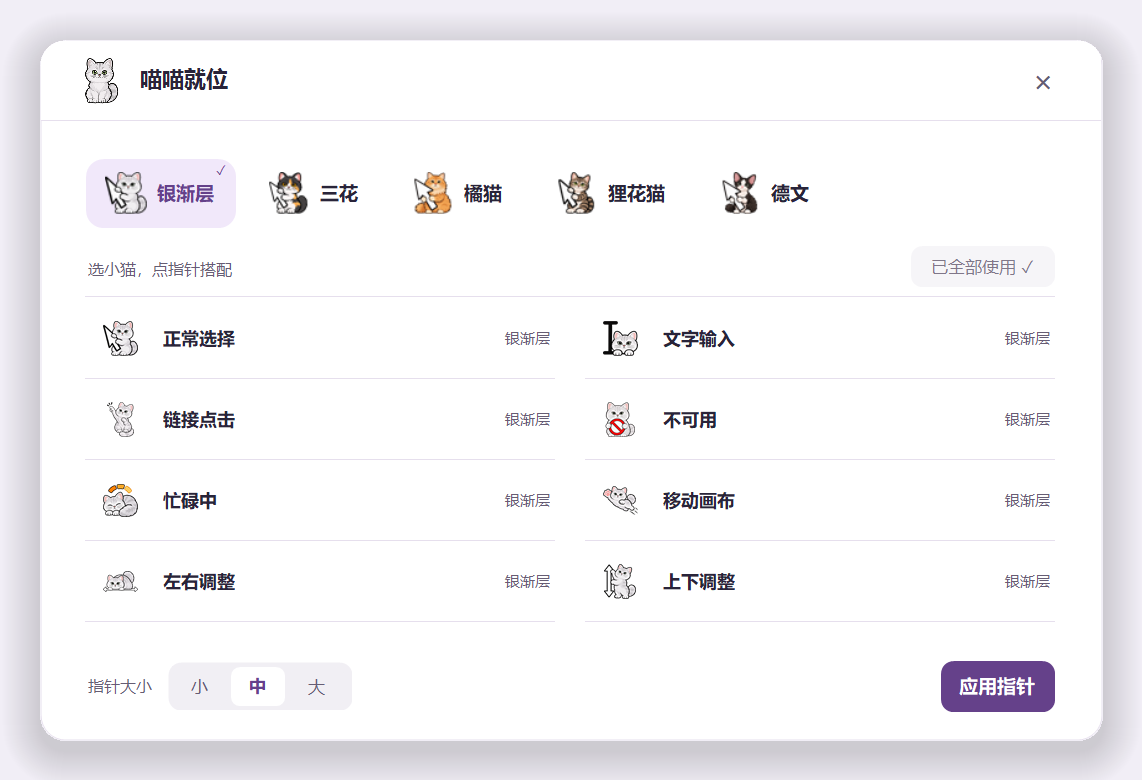 喵喵就位
银渐层 ✓
三花
橘猫
狸花猫
德文
选小猫，点指针搭配
已全部使用 ✓
正常选择 银渐层
文字输入 银渐层
链接点击 银渐层
不可用 银渐层
忙碌中 银渐层
移动画布 银渐层
左右调整 银渐层
上下调整 银渐层
指针大小 小 中 大
应用指针